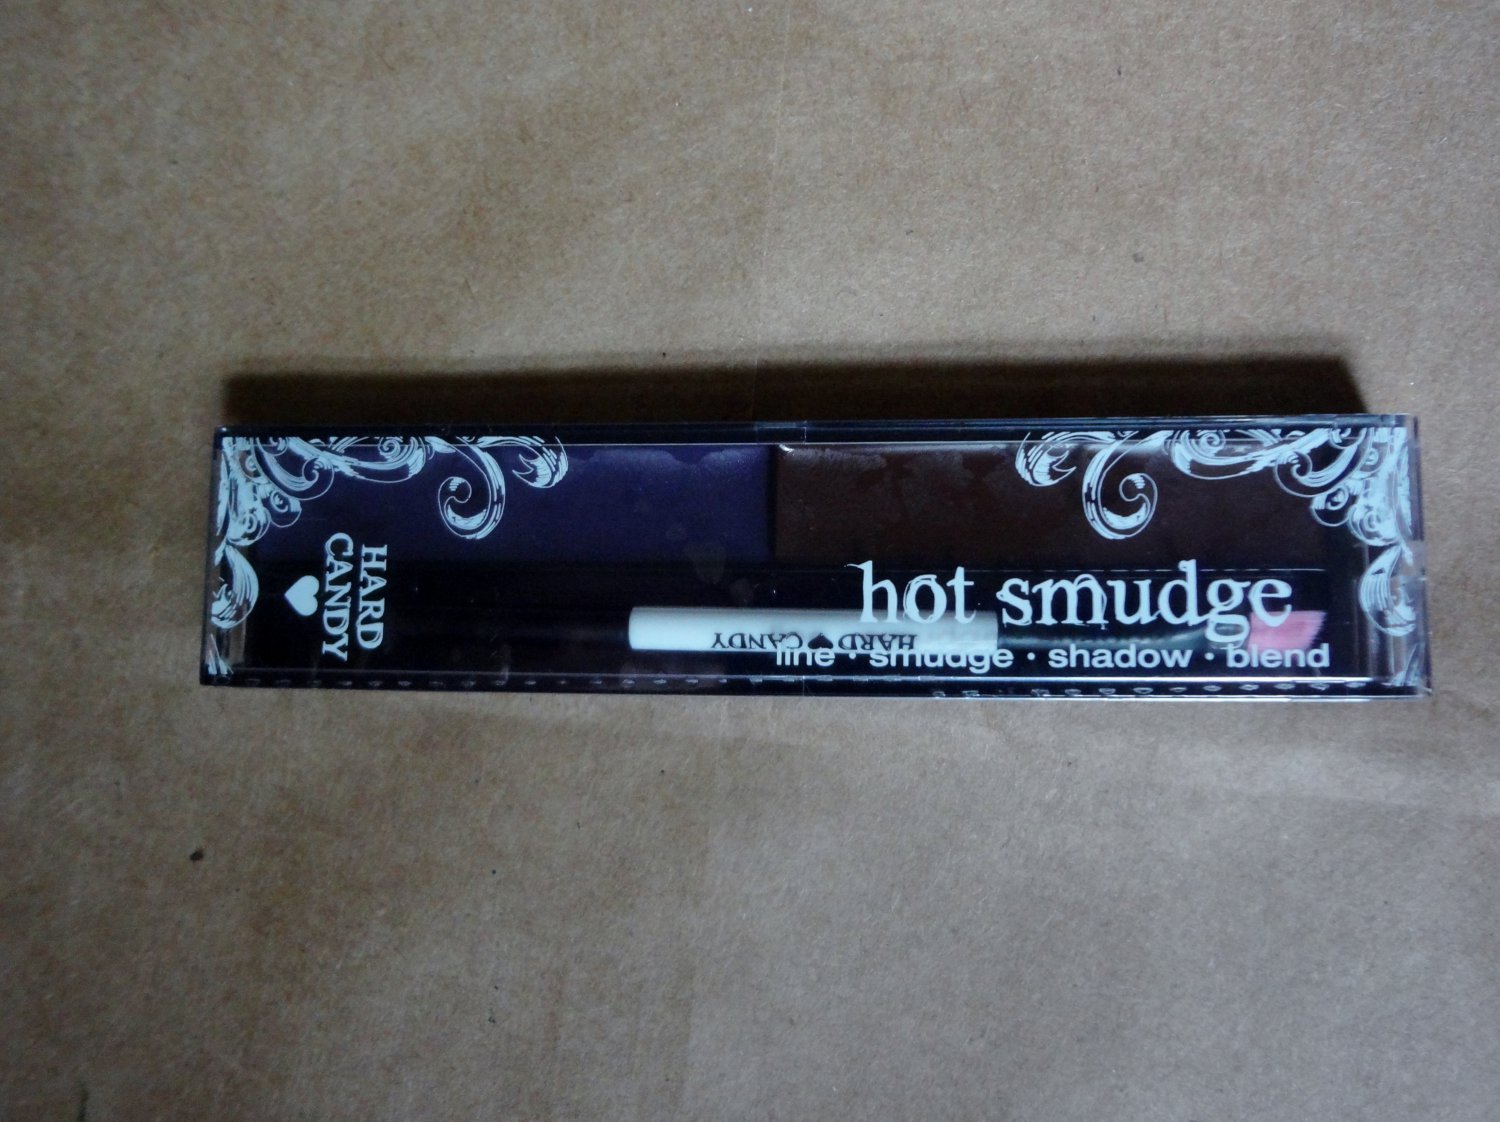 HARD
CANDY
hot smudge
HARD CANDY
line • smudge • shadow • blend